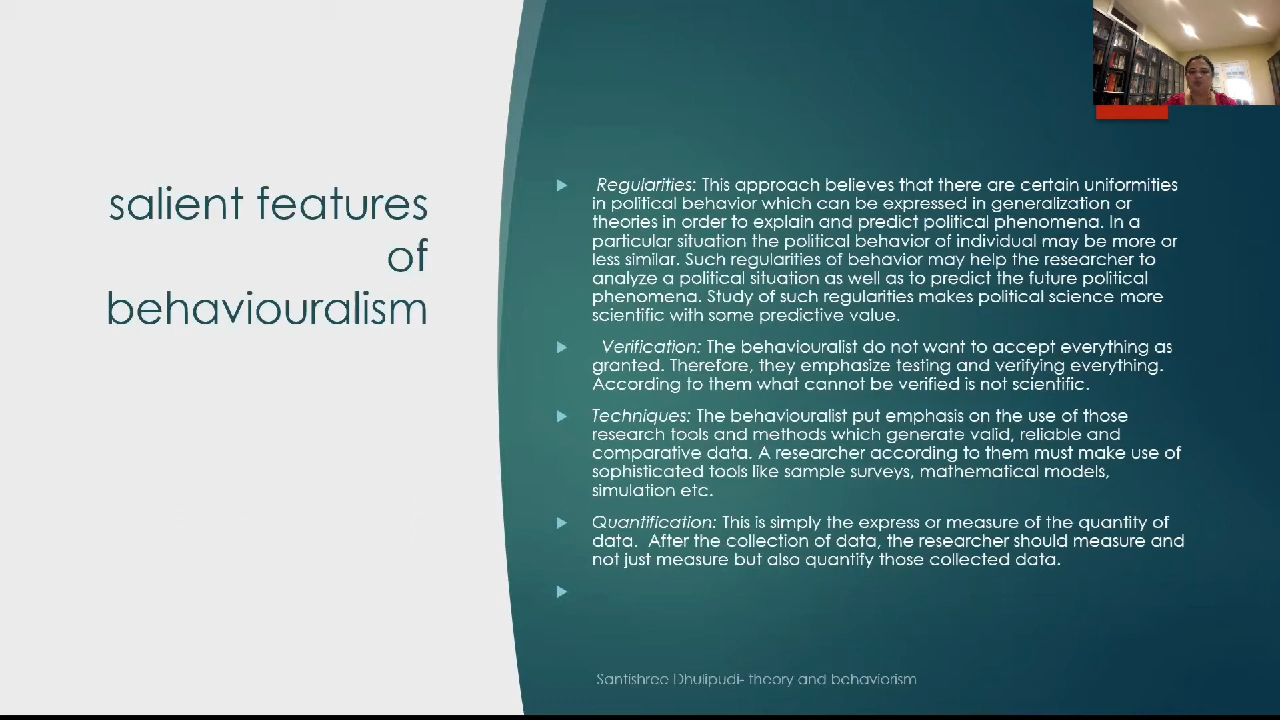 salient features
of
behaviouralism
Regularities: This approach believes that there are certain uniformities
in political behavior which can be expressed in generalization or
theories in order to explain and predict political phenomena. In a
particular situation the political behavior of individual may be more or
less similar. Such regularities of behavior may help the researcher to
analyze a political situation as well as to predict the future political
phenomena. Study of such regularities makes political science more
scientific with some predictive value.
Verification: The behaviouralist do not want to accept everything as
granted. Therefore, they emphasize testing and verifying everything.
According to them what cannot be verified is not scientific.
Techniques: The behaviouralist put emphasis on the use of those
research tools and methods which generate valid, reliable and
comparative data. A researcher according to them must make use of
sophisticated tools like sample surveys, mathematical models,
simulation etc.
Quantification: This is simply the express or measure of the quantity of
data.  After the collection of data, the researcher should measure and
not just measure but also quantify those collected data.
Santishree Dhulipudi- theory and behaviorism